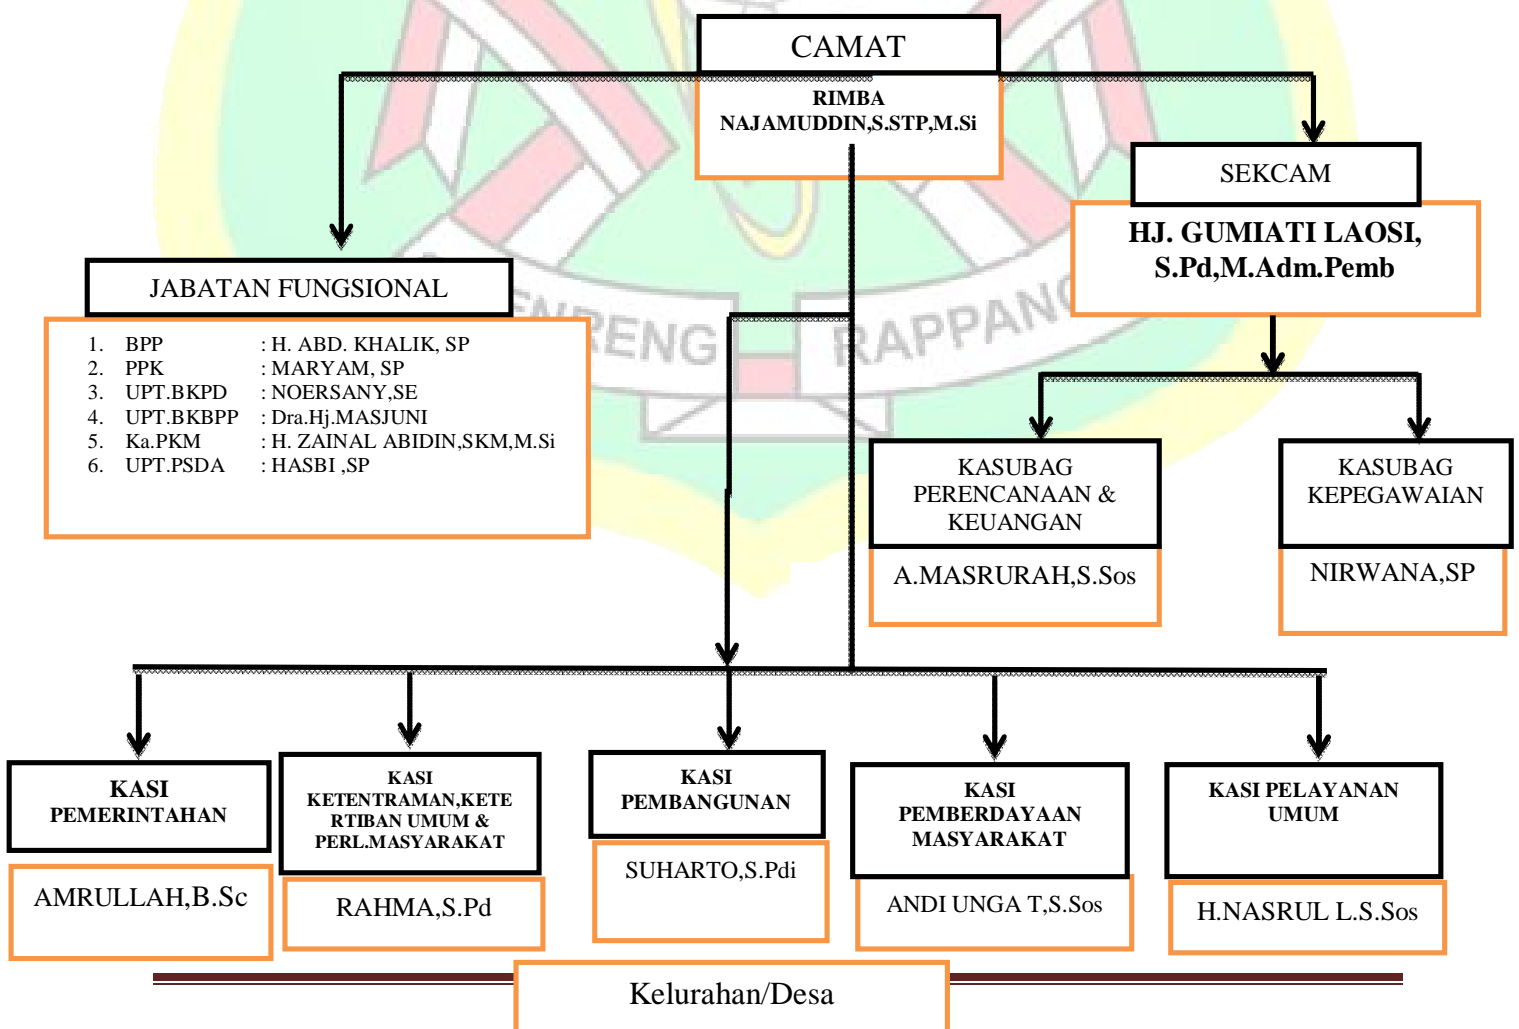 CAMAT
RIMBA
NAJAMUDDIN,S.STP,M.Si
SEKCAM
HJ. GUMIATI LAOSI,
S.Pd,M.Adm.Pemb
JABATAN FUNGSIONAL
1. BPP : H. ABD. KHALIK, SP
2. PPK : MARYAM, SP
3. UPT.BKPD : NOERSANY,SE
4. UPT.BKBPP : Dra.Hj.MASJUNI
5. Ka.PKM : H. ZAINAL ABIDIN,SKM,M.Si
6. UPT.PSDA : HASBI ,SP
RENG RAPPANG
KASUBAG
PERENCANAAN &
KEUANGAN
A.MASRURAH,S.Sos
KASUBAG
KEPEGAWAIAN
NIRWANA,SP
KASI
PEMERINTAHAN
AMRULLAH,B.Sc
KASI
KETENTRAMAN,KETE
RTIBAN UMUM &
PERL.MASYARAKAT
RAHMA,S.Pd
KASI
PEMBANGUNAN
SUHARTO,S.Pdi
KASI
PEMBERDAYAAN
MASYARAKAT
ANDI UNGA T,S.Sos
KASI PELAYANAN
UMUM
H.NASRUL L.S.Sos
Kelurahan/Desa